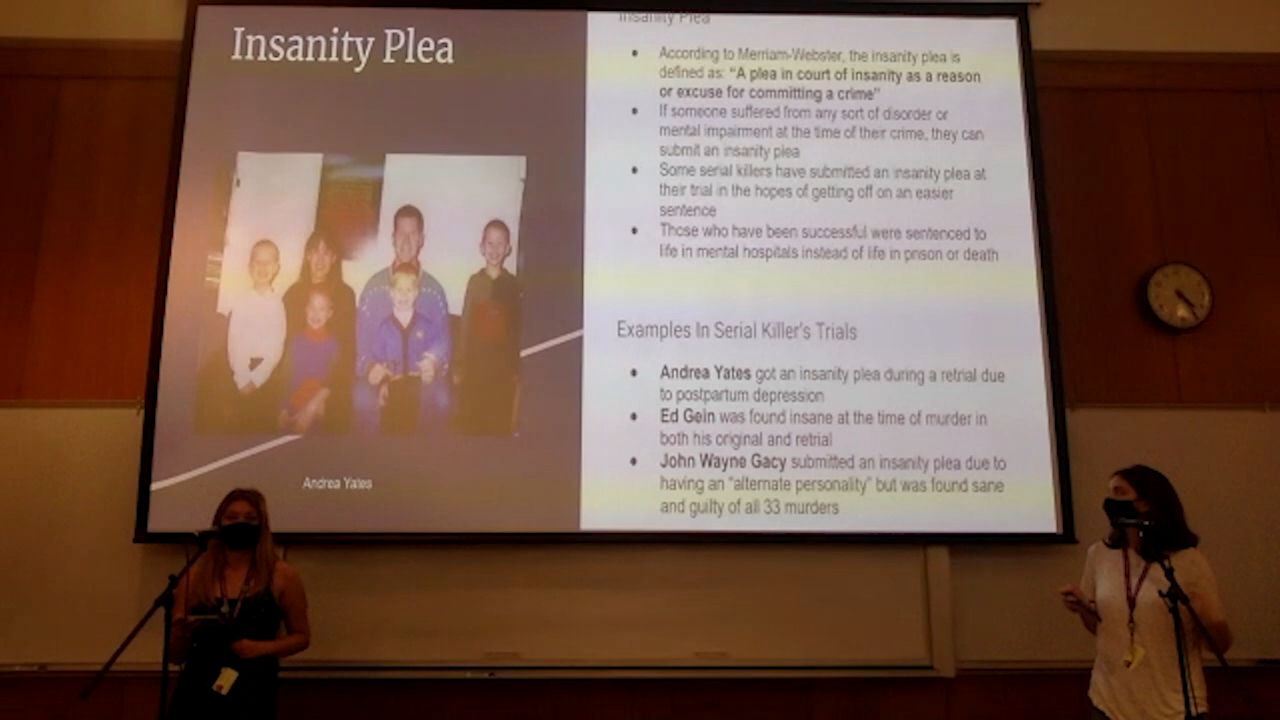 Insanity Plea
Andrea Yates
Insanity Plea
• According to Merriam-Webster, the insanity plea is
defined as: “A plea in court of insanity as a reason
or excuse for committing a crime”
• If someone suffered from any sort of disorder or
mental impairment at the time of their crime, they can
submit an insanity plea
• Some serial killers have submitted an insanity plea at
their trial in the hopes of getting off on an easier
sentence
• Those who have been successful were sentenced to
life in mental hospitals instead of life in prison or death
Examples In Serial Killer's Trials
• Andrea Yates got an insanity plea during a retrial due
to postpartum depression
• Ed Gein was found insane at the time of murder in
both his original and retrial
• John Wayne Gacy submitted an insanity plea due to
having an “alternate personality” but was found sane
and guilty of all 33 murders